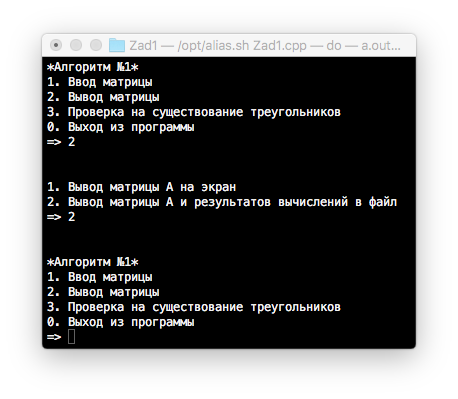 Zad1 — /opt/alias.sh Zad1.cpp — do — a.out...
*Алгоритм №1*
1. Ввод матрицы
2. Вывод матрицы
3. Проверка на существование треугольников
0. Выход из программы
=> 2
1. Вывод матрицы А на экран
2. Вывод матрицы А и результатов вычислений в файл
=> 2
*Алгоритм №1*
1. Ввод матрицы
2. Вывод матрицы
3. Проверка на существование треугольников
0. Выход из программы
=>